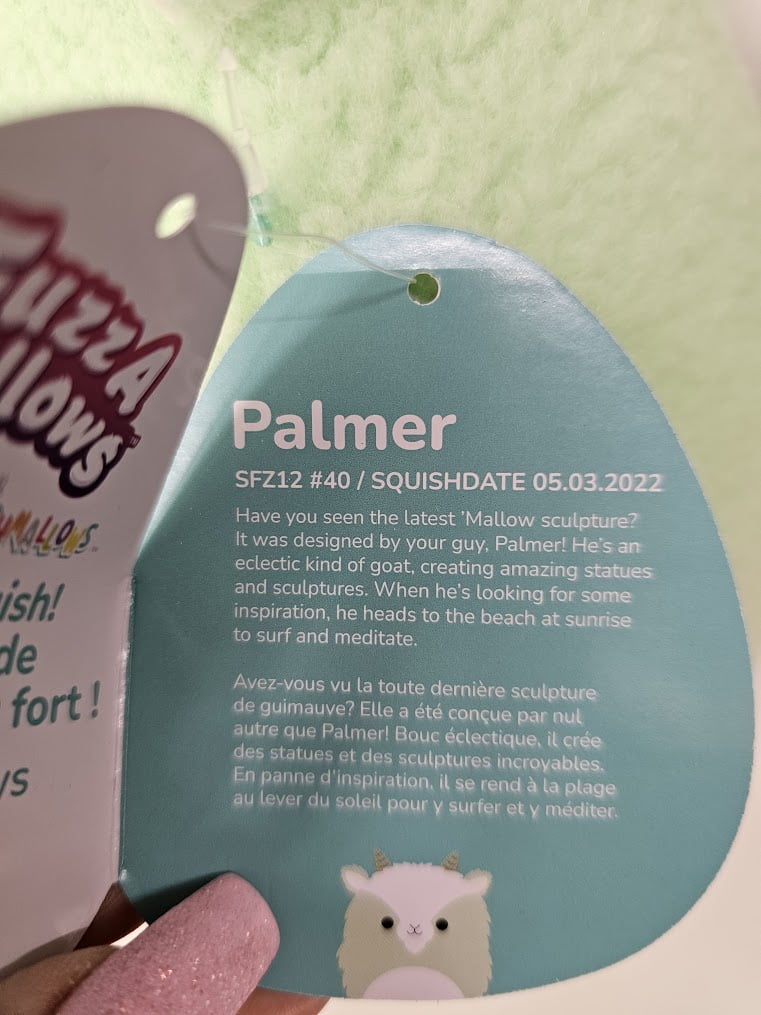 FuzzA
MALLOWS
fort !
de
Palmer
SFZ12 #40 / SQUISHDATE 05.03.2022
Have you seen the latest 'Mallow sculpture?
It was designed by your guy, Palmer! He's an
eclectic kind of goat, creating amazing statues
and sculptures. When he's looking for some
inspiration, he heads to the beach at sunrise
to surf and meditate.
Avez-vous vu la toute dernière sculpture
de guimauve? Elle a été conçue par nul
autre que Palmer! Bouc éclectique, il crée
des statues et des sculptures incroyables.
En panne d'inspiration, il se rend à la plage
au lever du soleil pour y surfer et y méditer.